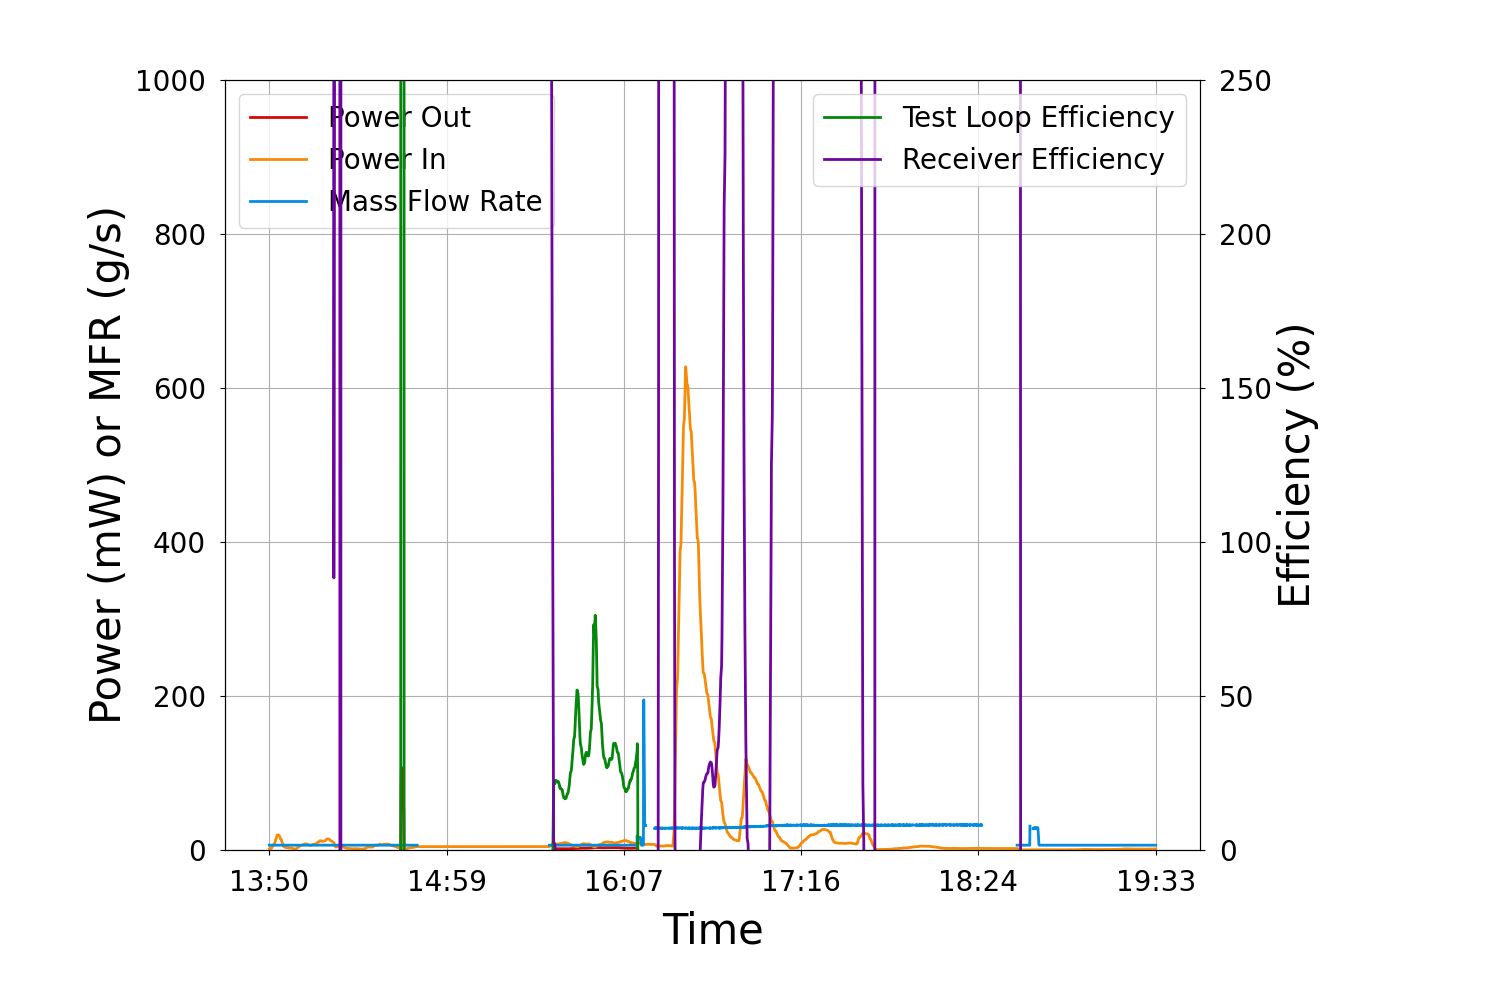 1000
800
600
400
200
0
Power (mW) or MFR (g/s)
Power Out
Power In
Mass Flow Rate
Test Loop Efficiency
Receiver Efficiency
250
200
150
100
50
0
Efficiency (%)
13:50 14:59 16:07 17:16 18:24 19:33
Time